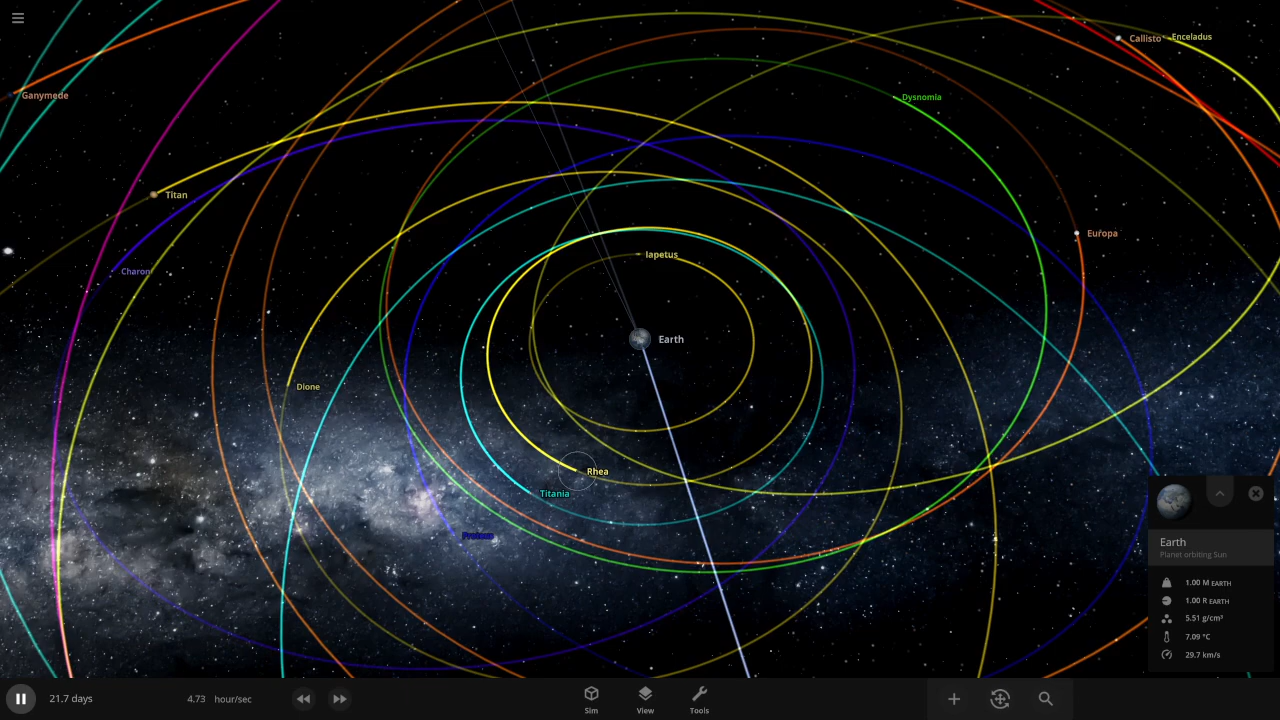 Callisto
Enceladus
Ganymede
Dysnomia
Titan
Europa
Iapetus
Charon
Earth
Dione
Rhea
Titania
Proteus
Earth
Planet orbiting Sun
1.00 M EARTH
1.00 R EARTH
5.51 g/cm³
7.09 °C
29.7 km/s
21.7 days
4.73 hour/sec
Sim
View
Tools